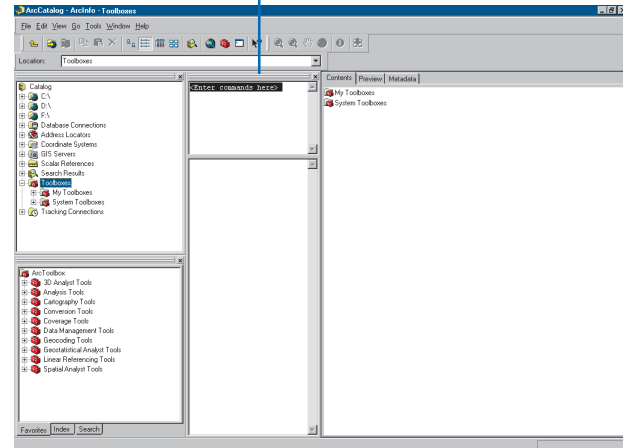 ArcCatalog - ArcInfo - Toolboxes
File Edit View Go Tools Window Help
Location: Toolboxes
Catalog
C:\
D:\
F:\
Database Connections
Address Locators
Coordinate Systems
GIS Servers
Scalar References
Search Results
Toolboxes
My Toolboxes
System Toolboxes
Tracking Connections
<Enter commands here>
Contents Preview Metadata
My Toolboxes
System Toolboxes
ArcToolbox
3D Analyst Tools
Analysis Tools
Cartography Tools
Conversion Tools
Coverage Tools
Data Management Tools
Geocoding Tools
Geostatistical Analyst Tools
Linear Referencing Tools
Spatial Analyst Tools
Favorites Index Search